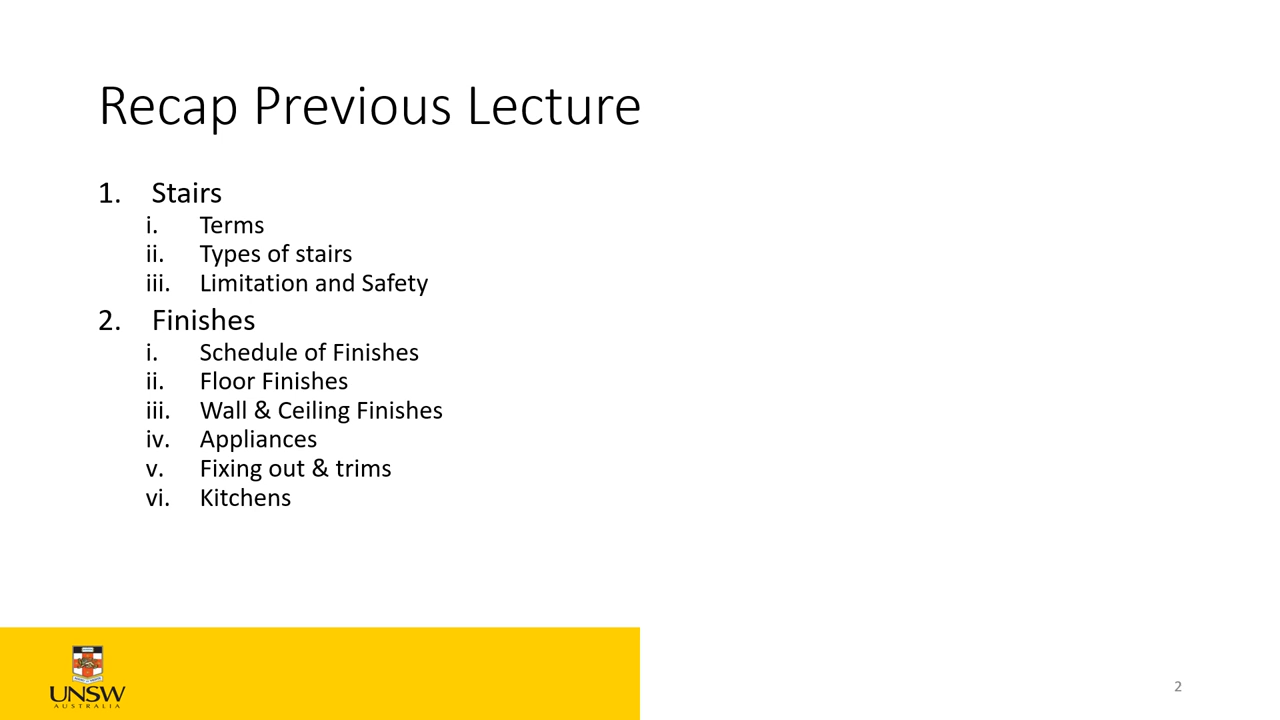 Recap Previous Lecture
1. Stairs
i. Terms
ii. Types of stairs
iii. Limitation and Safety
2. Finishes
i. Schedule of Finishes
ii. Floor Finishes
iii. Wall & Ceiling Finishes
iv. Appliances
v. Fixing out & trims
vi. Kitchens
UNSW
AUSTRALIA
2